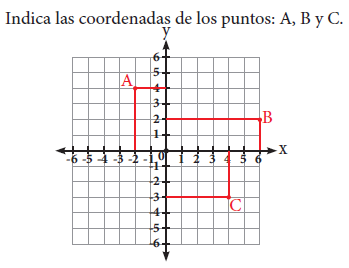 Indica las coordenadas de los puntos: A, B y C.
y
6
5
A
4
3
2
B
1
-6 -5 -4 -3 -2 -1 0 1 2 3 4 5 6 x
-1
-2
-3
C
-4
-5
-6